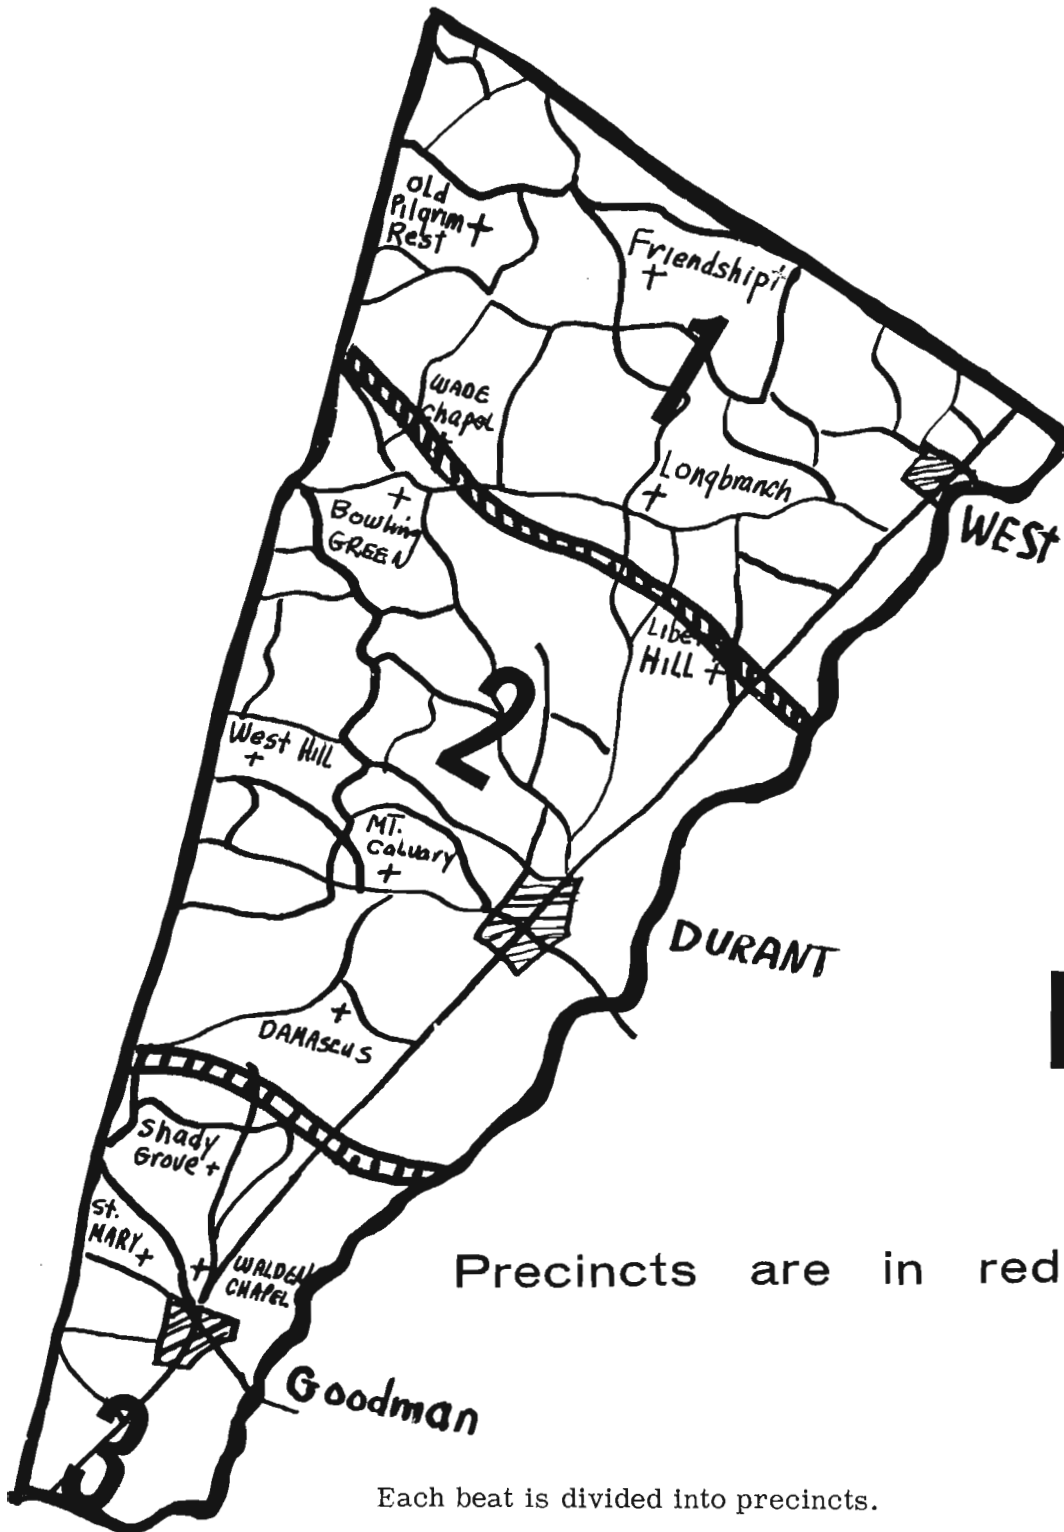 Old
Pilgrim
Rest
Friendship
1
WADE
Chapel
Longbranch
WEST
Bowling
GREEN
HILL
2
West Hill
MT.
Calvary
DURANT
DAMAScUS
Shady
Grove
St.
MARY
WALDEN
CHAPEL
Precincts are in red
Goodman
3
Each beat is divided into precincts.